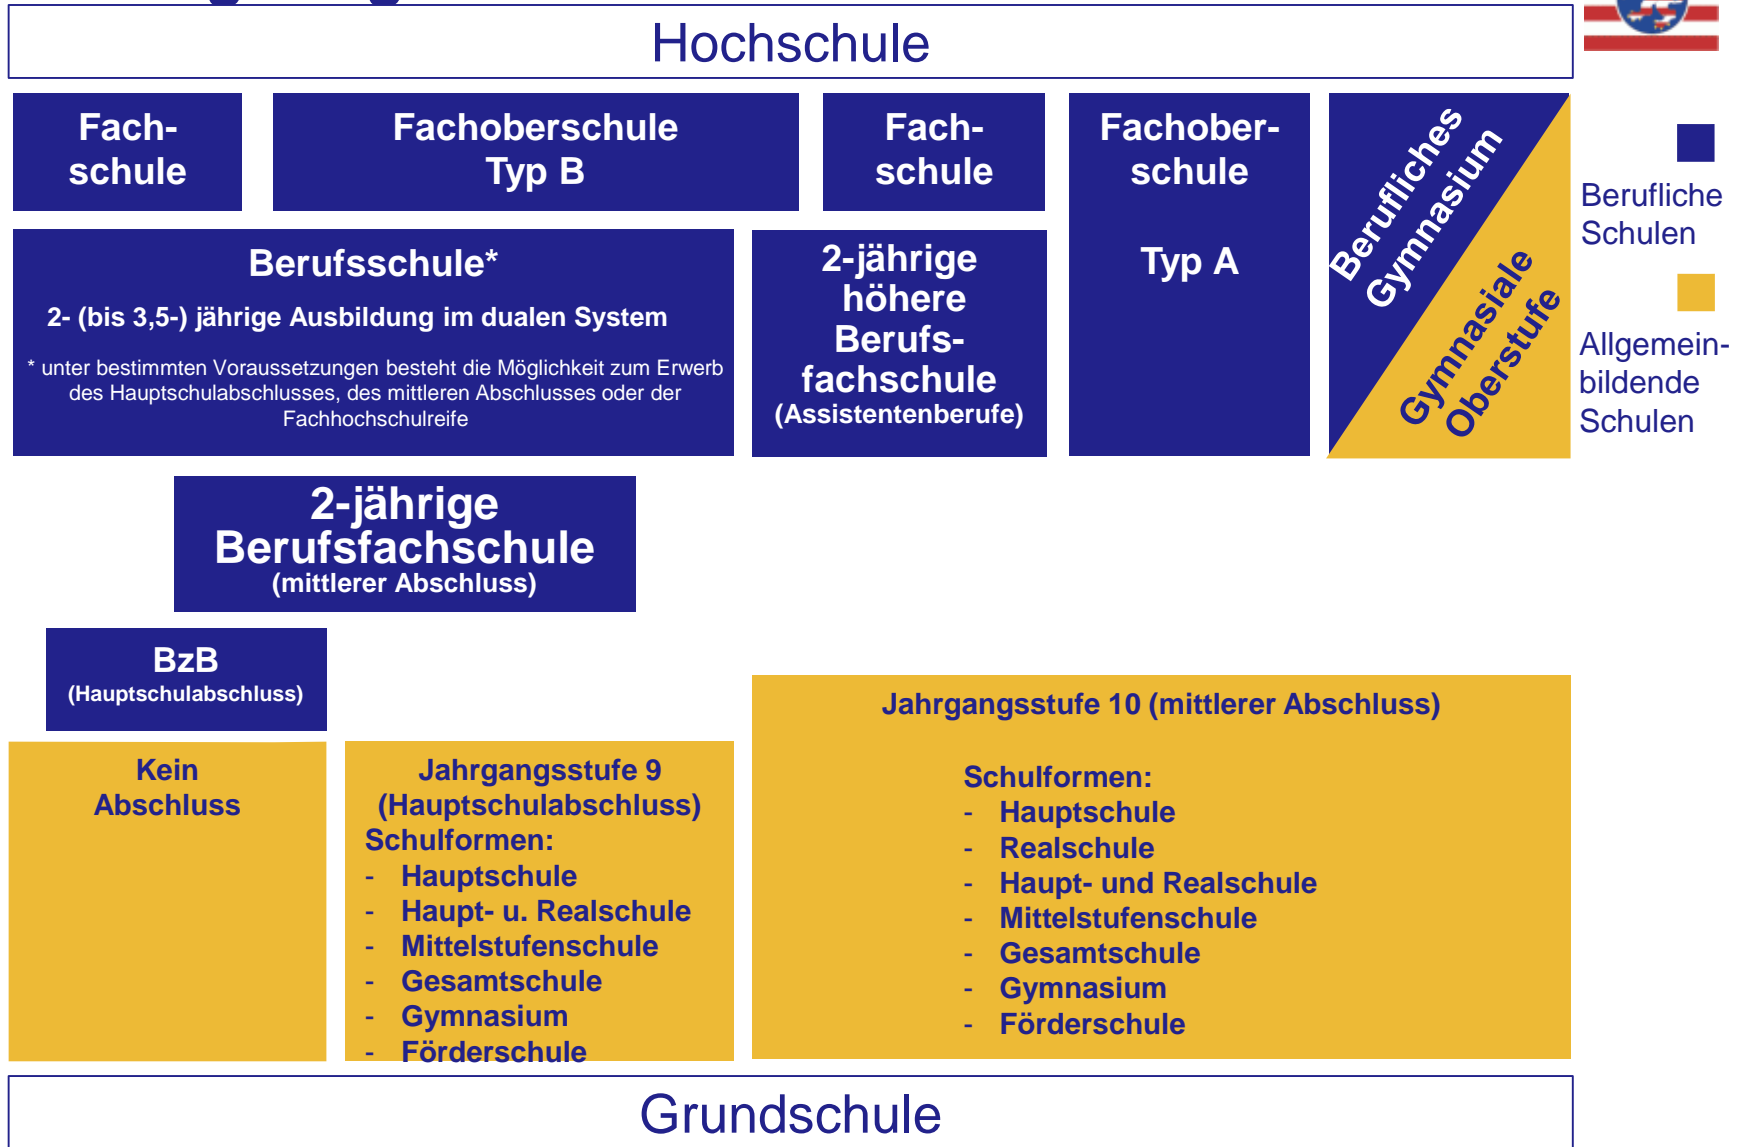 Hochschule
Fach-
schule
Fachoberschule
Typ B
Fach-
schule
Fachober-
schule
Typ A
Berufliches
Gymnasium
Gymnasiale
Oberstufe
Berufliche
Schulen
Allgemein-
bildende
Schulen
Berufsschule*
2- (bis 3,5-) jährige Ausbildung im dualen System
* unter bestimmten Voraussetzungen besteht die Möglichkeit zum Erwerb
des Hauptschulabschlusses, des mittleren Abschlusses oder der
Fachhochschulreife
2-jährige
höhere
Berufs-
fachschule
(Assistentenberufe)
2-jährige
Berufsfachschule
(mittlerer Abschluss)
BzB
(Hauptschulabschluss)
Kein
Abschluss
Jahrgangsstufe 9
(Hauptschulabschluss)
Schulformen:
- Hauptschule
- Haupt- u. Realschule
- Mittelstufenschule
- Gesamtschule
- Gymnasium
- Förderschule
Jahrgangsstufe 10 (mittlerer Abschluss)
Schulformen:
- Hauptschule
- Realschule
- Haupt- und Realschule
- Mittelstufenschule
- Gesamtschule
- Gymnasium
- Förderschule
Grundschule